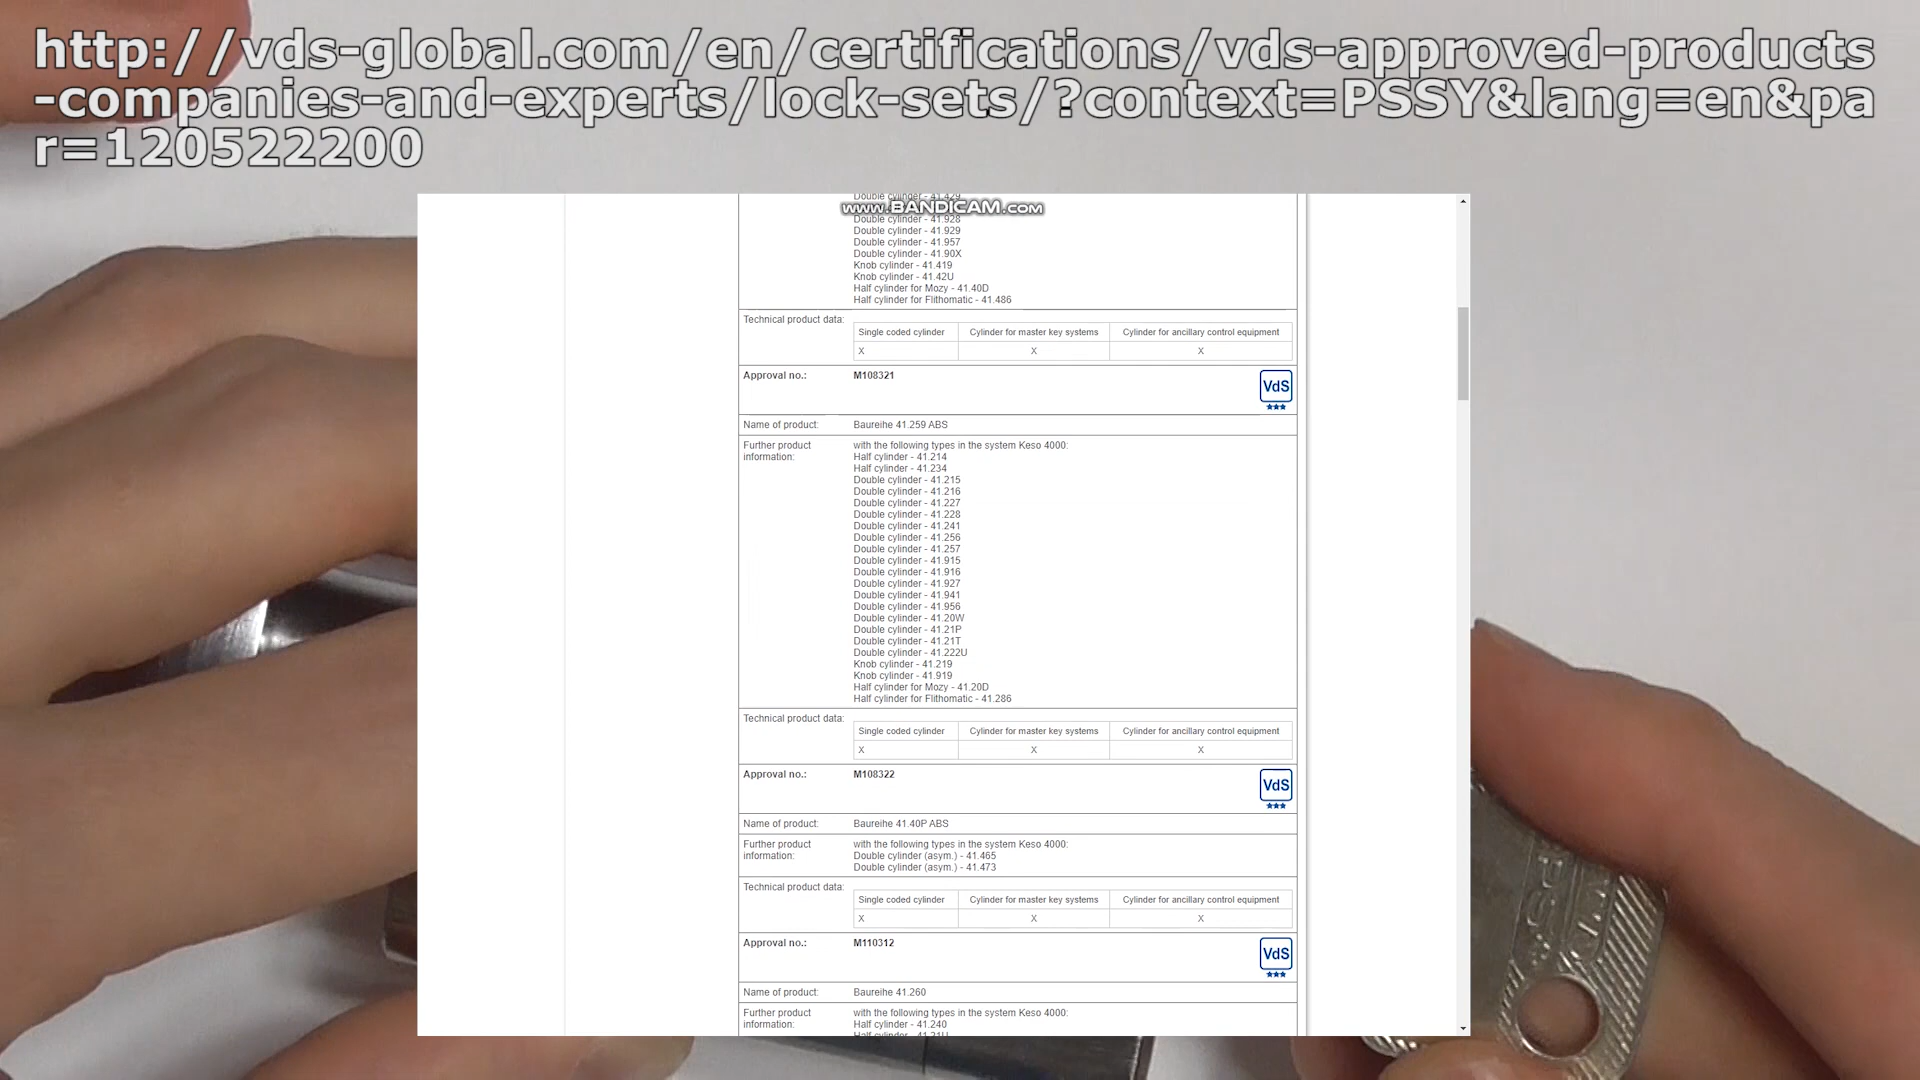 http://vds-global.com/en/certifications/vds-approved-products
-companies-and-experts/lock-sets/?context=PSSY&lang=en&pa
r=120522200
Double cylinder - 41.429
www.BANDICAM.com
Double cylinder - 41.928
Double cylinder - 41.929
Double cylinder - 41.957
Double cylinder - 41.90X
Knob cylinder - 41.419
Knob cylinder - 41.42U
Half cylinder for Mozy - 41.40D
Half cylinder for Flithomatic - 41.486
Technical product data:
Single coded cylinder Cylinder for master key systems Cylinder for ancillary control equipment
X X X
Approval no.: M108321 VdS
Name of product: Baureihe 41.259 ABS
Further product information: with the following types in the system Keso 4000:
Half cylinder - 41.214
Half cylinder - 41.234
Double cylinder - 41.215
Double cylinder - 41.216
Double cylinder - 41.227
Double cylinder - 41.228
Double cylinder - 41.241
Double cylinder - 41.256
Double cylinder - 41.257
Double cylinder - 41.915
Double cylinder - 41.916
Double cylinder - 41.927
Double cylinder - 41.941
Double cylinder - 41.956
Double cylinder - 41.20W
Double cylinder - 41.21P
Double cylinder - 41.21T
Double cylinder - 41.222U
Knob cylinder - 41.219
Knob cylinder - 41.919
Half cylinder for Mozy - 41.20D
Half cylinder for Flithomatic - 41.286
Technical product data:
Single coded cylinder Cylinder for master key systems Cylinder for ancillary control equipment
X X X
Approval no.: M108322 VdS
Name of product: Baureihe 41.40P ABS
Further product information: with the following types in the system Keso 4000:
Double cylinder (asym.) - 41.465
Double cylinder (asym.) - 41.473
Technical product data:
Single coded cylinder Cylinder for master key systems Cylinder for ancillary control equipment
X X X
Approval no.: M110312 VdS
Name of product: Baureihe 41.260
Further product information: with the following types in the system Keso 4000:
Half cylinder - 41.240